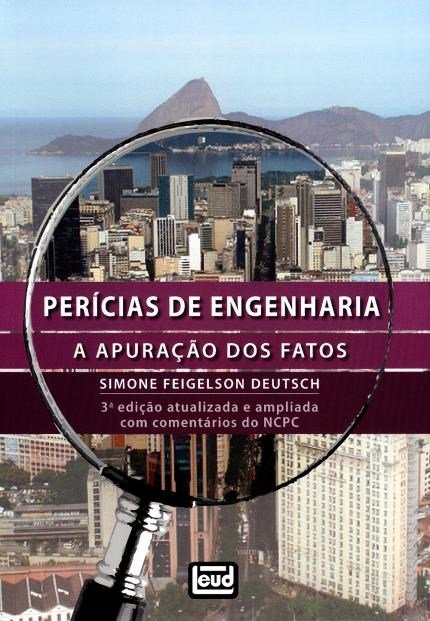 PERÍCIAS DE ENGENHARIA
A APURAÇÃO DOS FATOS
SIMONE FEIGELSON DEUTSCH
3ª edição atualizada e ampliada
com comentários do NCPC
leud